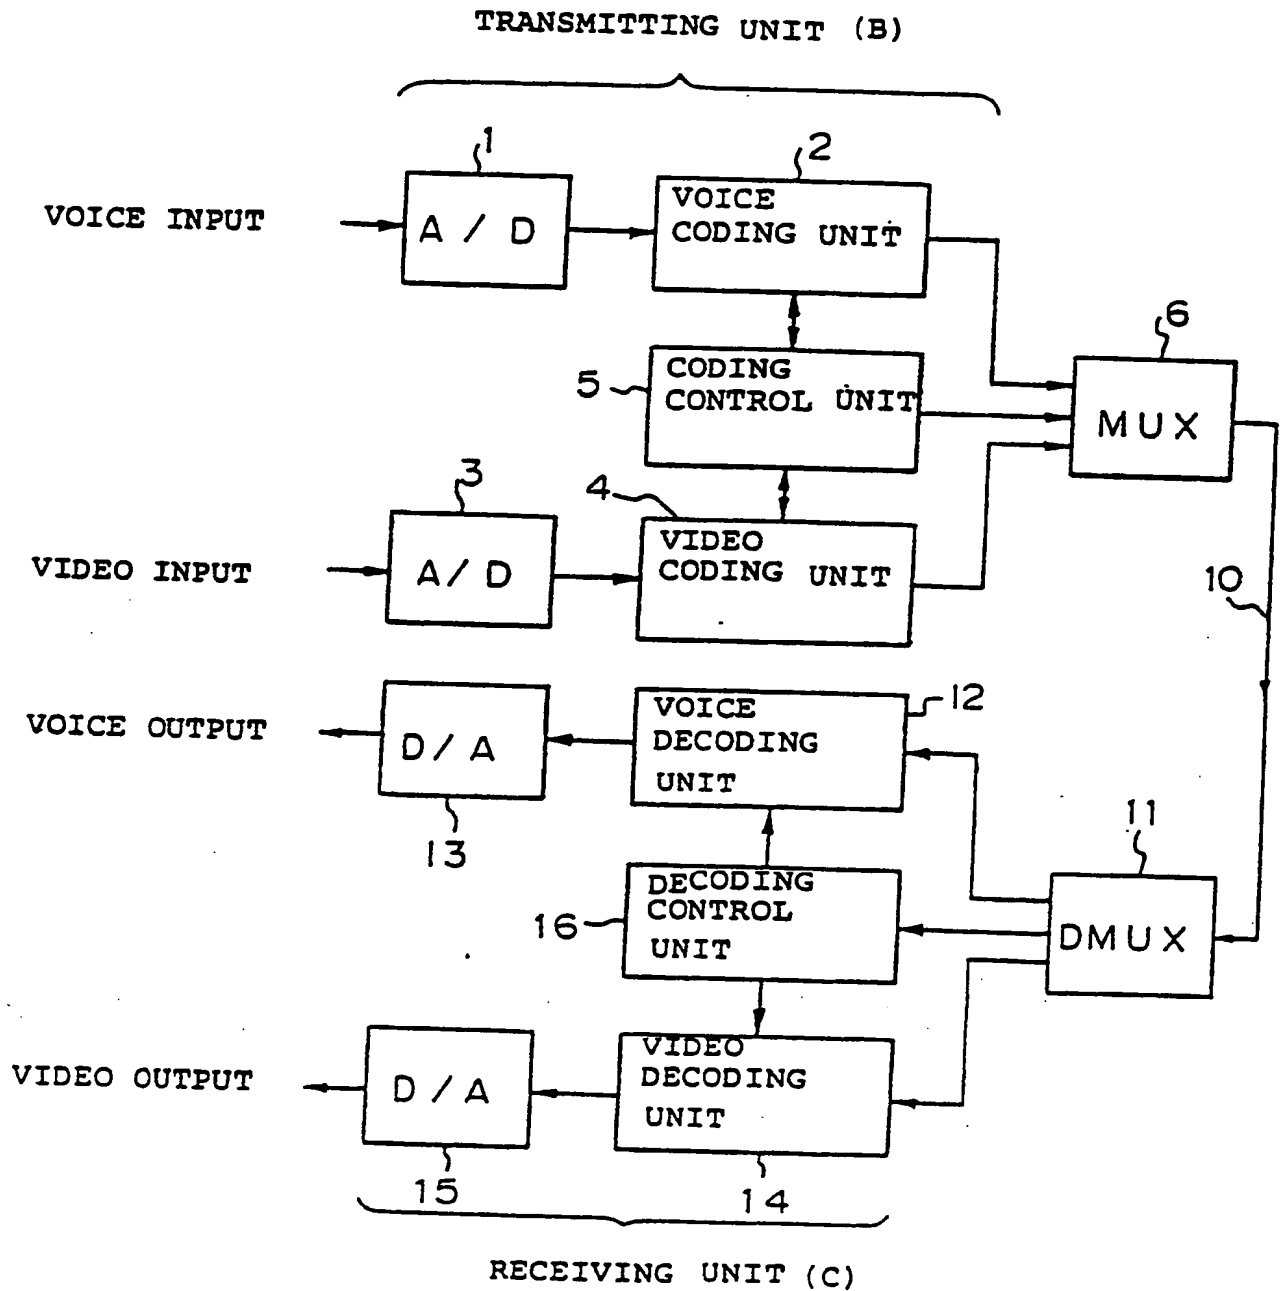 TRANSMITTING UNIT (B)
1
2
VOICE INPUT
A / D
VOICE
CODING UNIT
6
5
CODING
CONTROL UNIT
MUX
3
4
VIDEO INPUT
A/D
VIDEO
CODING UNIT
10
12
VOICE OUTPUT
D/A
VOICE
DECODING
UNIT
13
11
16
DECODING
CONTROL
UNIT
DMUX
VIDEO OUTPUT
D/A
VIDEO
DECODING
UNIT
15
14
RECEIVING UNIT (C)